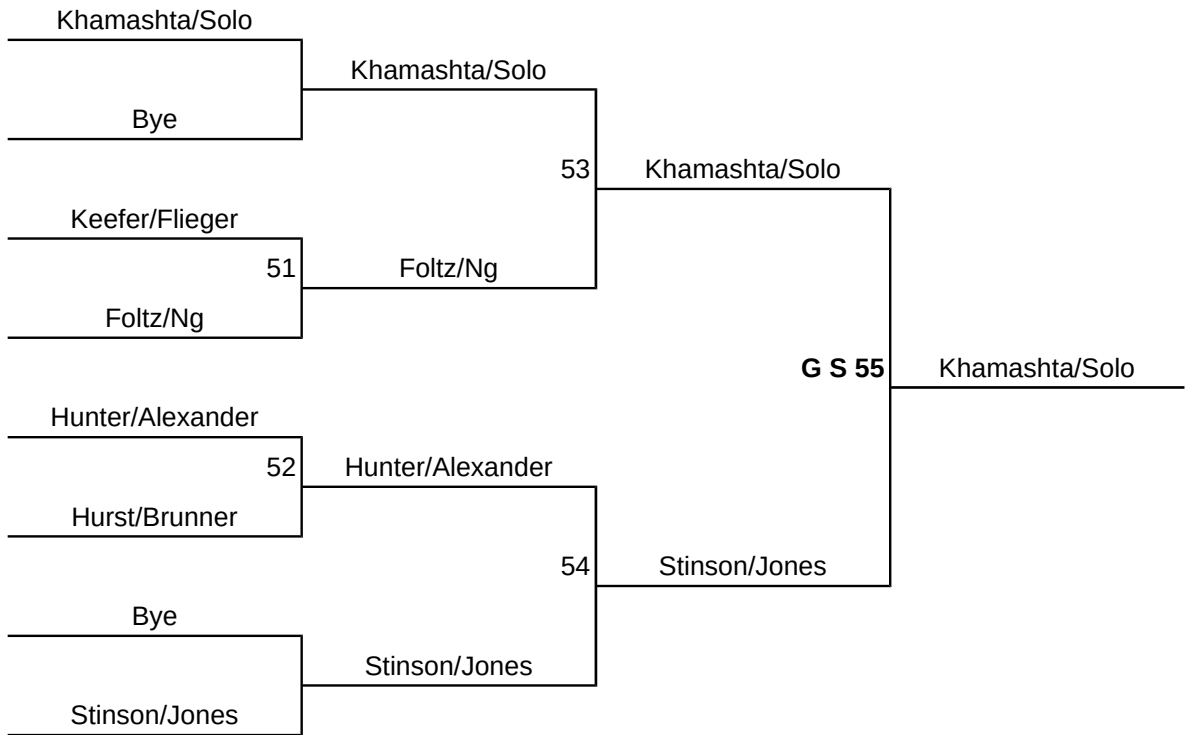 Khamashta/Solo
Khamashta/Solo
Bye
53
Khamashta/Solo
Keefer/Flieger
51
Foltz/Ng
Foltz/Ng
G S 55
Khamashta/Solo
Hunter/Alexander
52
Hunter/Alexander
Hurst/Brunner
54
Stinson/Jones
Bye
Stinson/Jones
Stinson/Jones